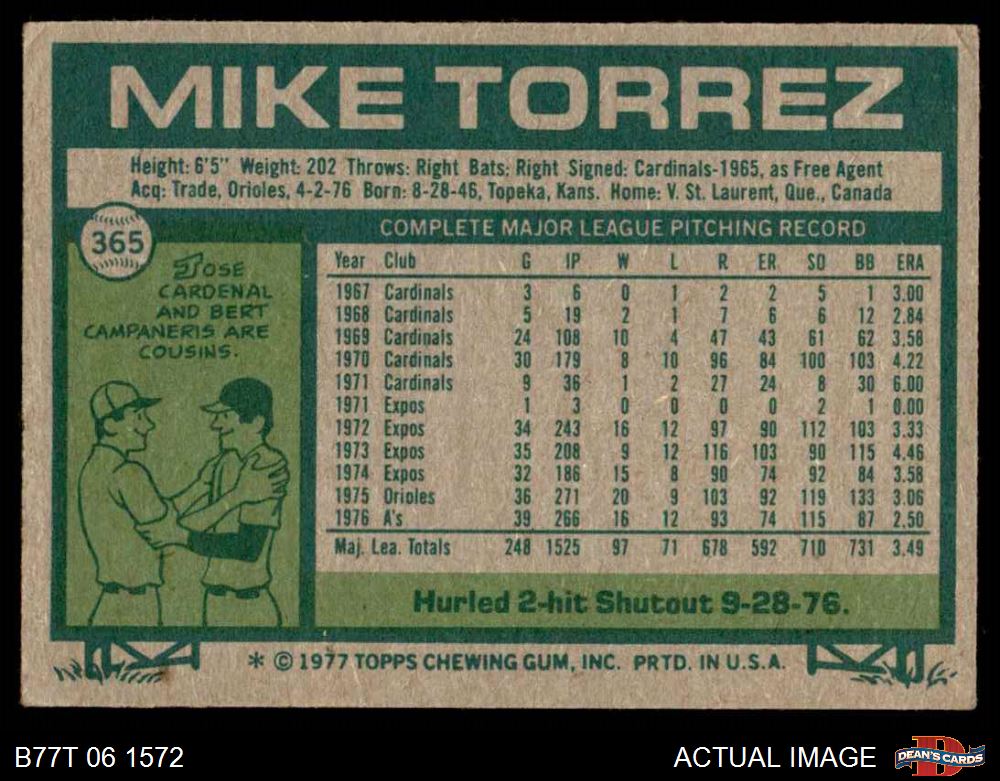 MIKE TORREZ
Height: 6'5" Weight: 202 Throws: Right Bats: Right Signed: Cardinals-1965, as Free Agent
Acq: Trade, Orioles, 4-2-76 Born: 8-28-46, Topeka, Kans. Home: V. St. Laurent, Que., Canada
365
JOSE
CARDENAL
AND BERT
CAMPANERIS ARE
COUSINS.
COMPLETE MAJOR LEAGUE PITCHING RECORD
Year Club G IP W L R ER SO BB ERA
1967 Cardinals 3 6 0 1 2 2 5 1 3.00
1968 Cardinals 5 19 2 1 7 6 6 12 2.84
1969 Cardinals 24 108 10 4 47 43 61 62 3.58
1970 Cardinals 30 179 8 10 96 84 100 103 4.22
1971 Cardinals 9 36 1 2 27 24 8 30 6.00
1971 Expos 1 3 0 0 0 0 2 1 0.00
1972 Expos 34 243 16 12 97 90 112 103 3.33
1973 Expos 35 208 9 12 116 103 90 115 4.46
1974 Expos 32 186 15 8 90 74 92 84 3.58
1975 Orioles 36 271 20 9 103 92 119 133 3.06
1976 A's 39 266 16 12 93 74 115 87 2.50
Maj. Lea. Totals 248 1525 97 71 678 592 710 731 3.49
Hurled 2-hit Shutout 9-28-76.
* © 1977 TOPPS CHEWING GUM, INC. PRTD. IN U.S.A.
B77T 06 1572
ACTUAL IMAGE
D
DEAN'S CARDS